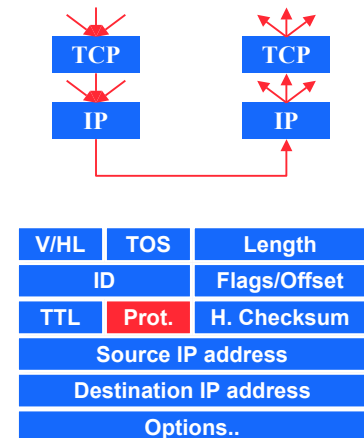 TCP TCP
IP IP
V/HL TOS Length
ID Flags/Offset
TTL Prot. H. Checksum
Source IP address
Destination IP address
Options..